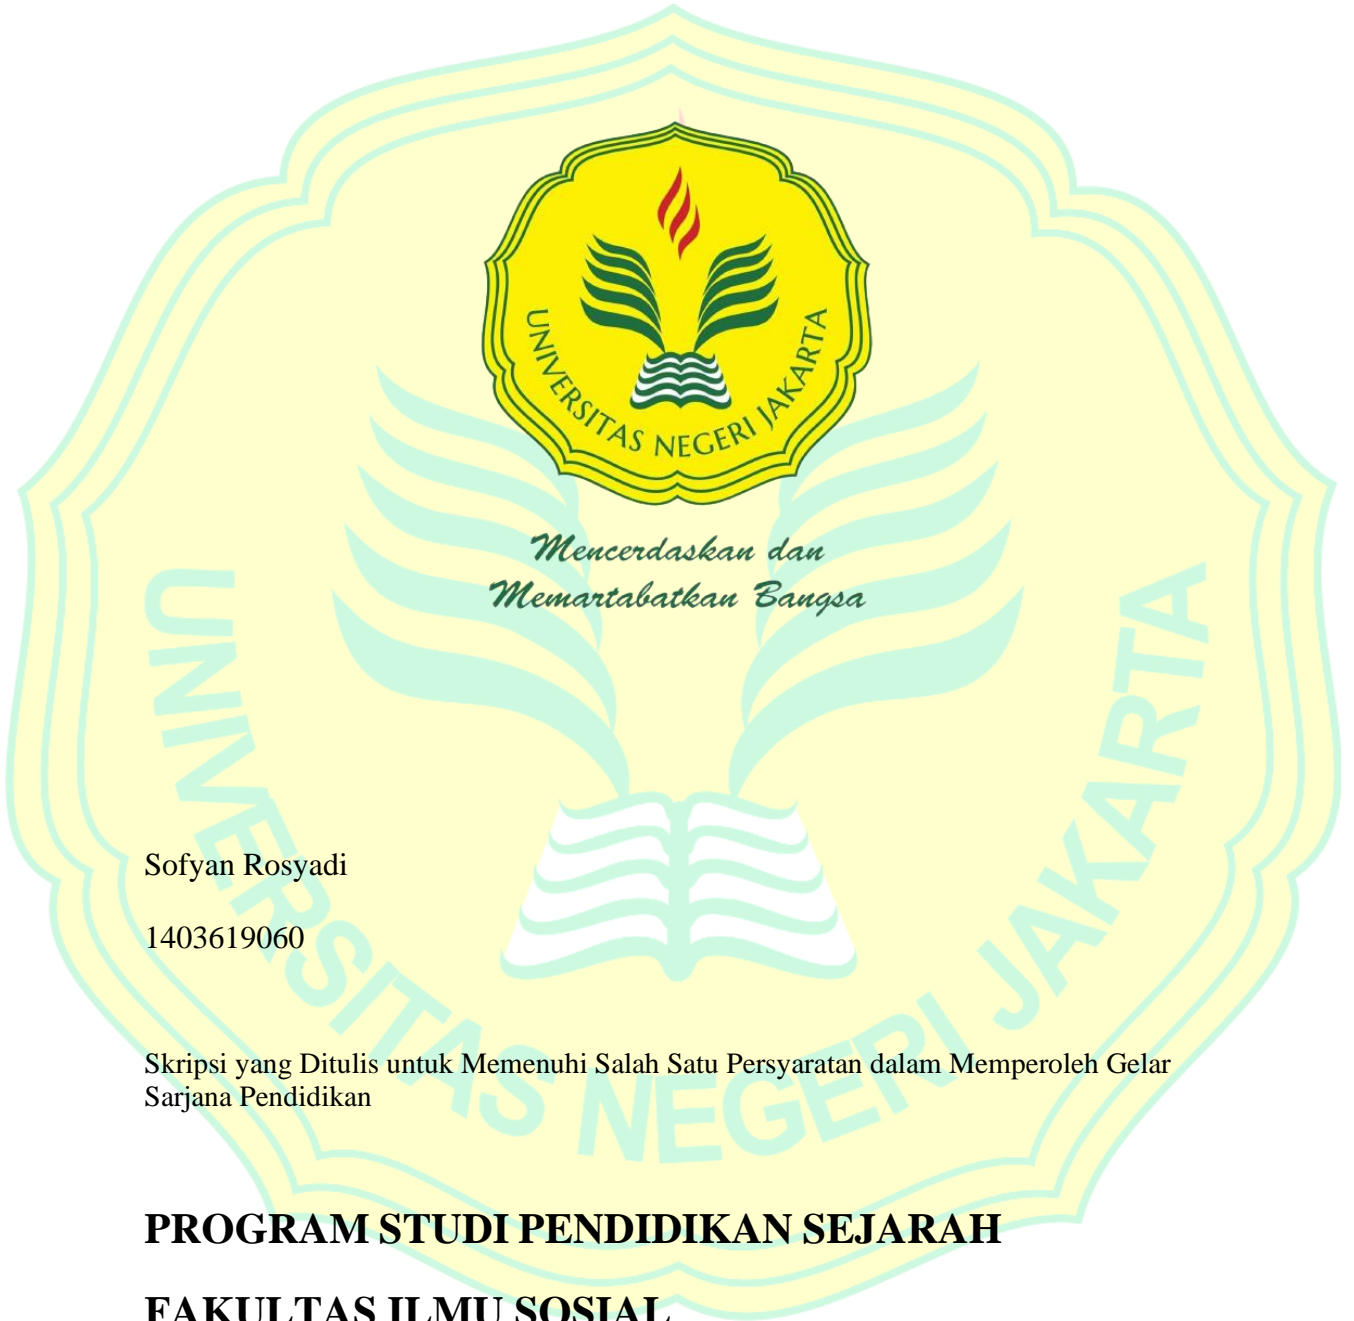 UNIVERSITAS NEGERI JAKARTA
Mencerdaskan dan
Memartabatkan Bangsa
UNIVERSITAS NEGERI JAKARTA
Sofyan Rosyadi
1403619060
Skripsi yang Ditulis untuk Memenuhi Salah Satu Persyaratan dalam Memperoleh Gelar
Sarjana Pendidikan
PROGRAM STUDI PENDIDIKAN SEJARAH
FAKULTAS ILMU SOSIAL